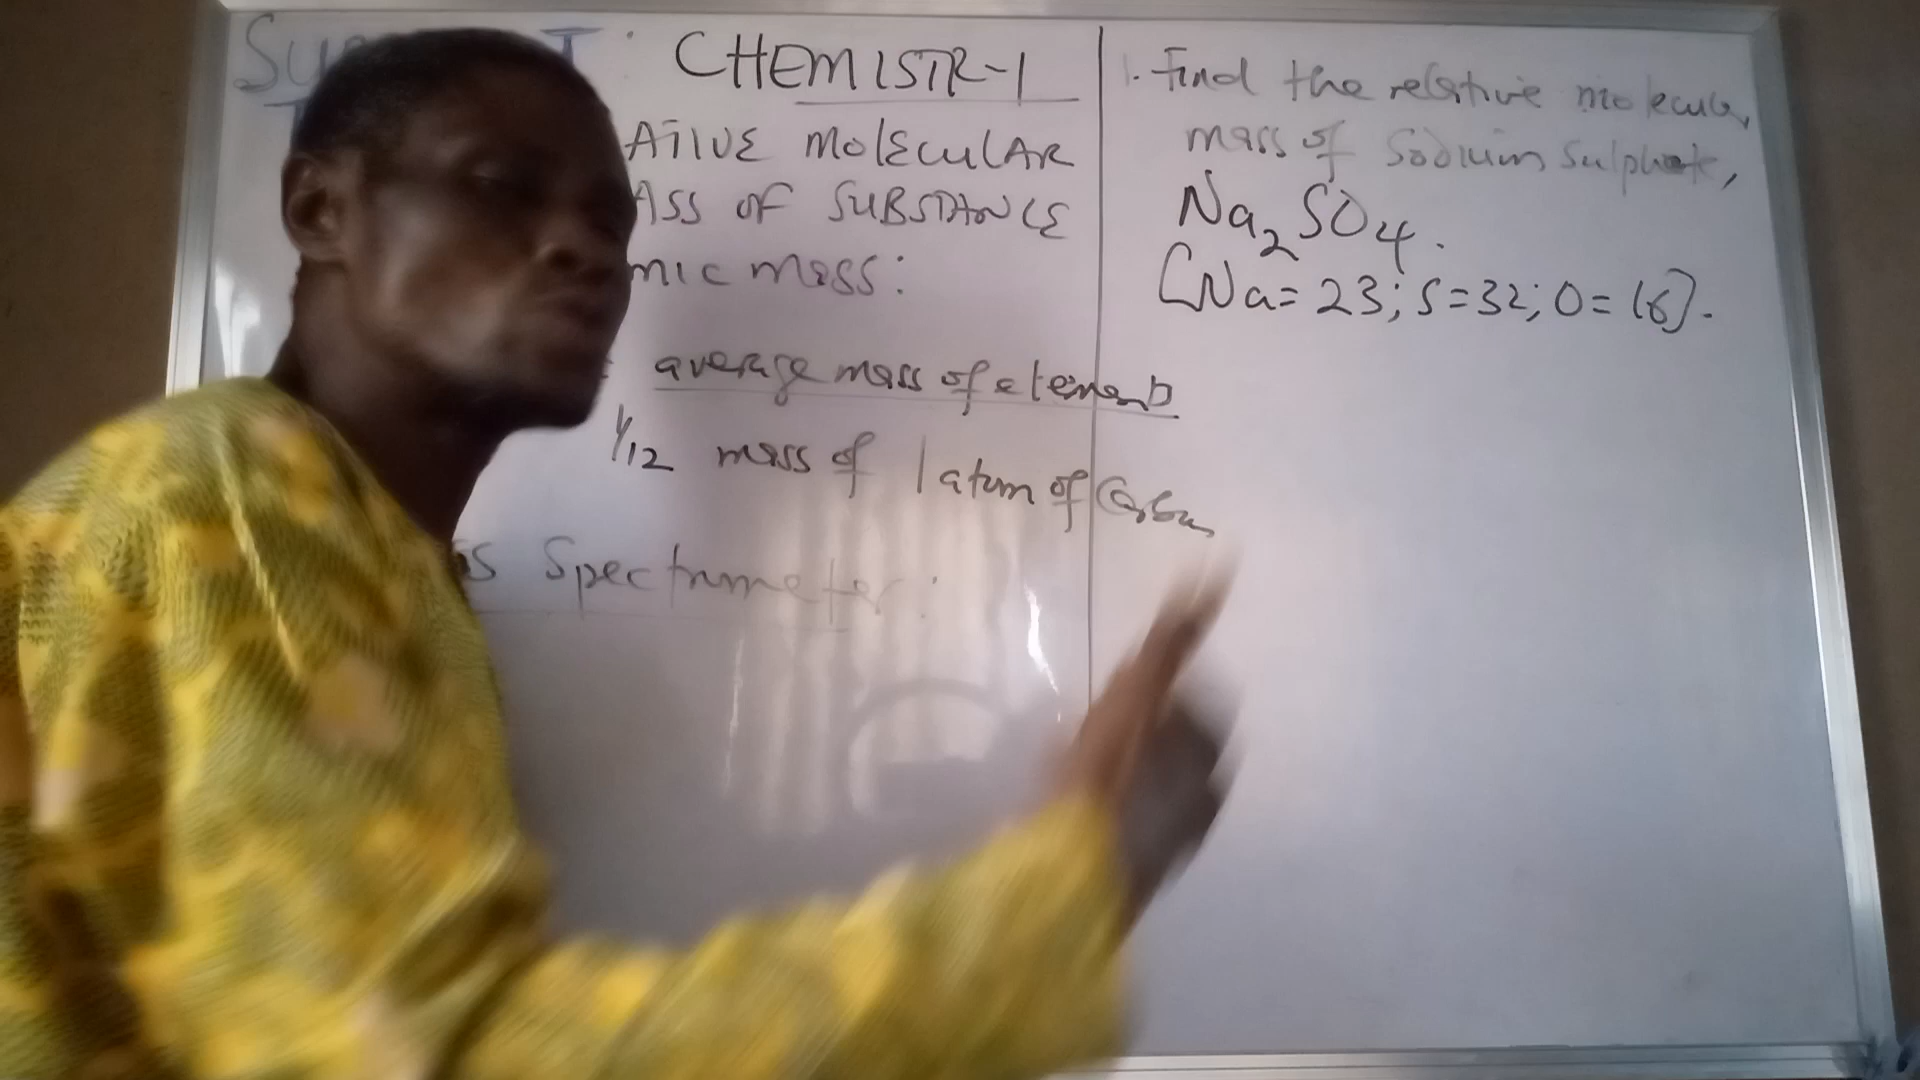 : CHEMISTR-1
ATIVE MOLECULAR
ASS OF SUBSTANCE
MIC MASS:
= average mass of element
1/12 mass of 1 atom of Carbon
s Spectrometer:
1. Find the relative molecular
mass of Sodium Sulphate,
Na₂SO₄.
[Na= 23; S=32; O= 16].